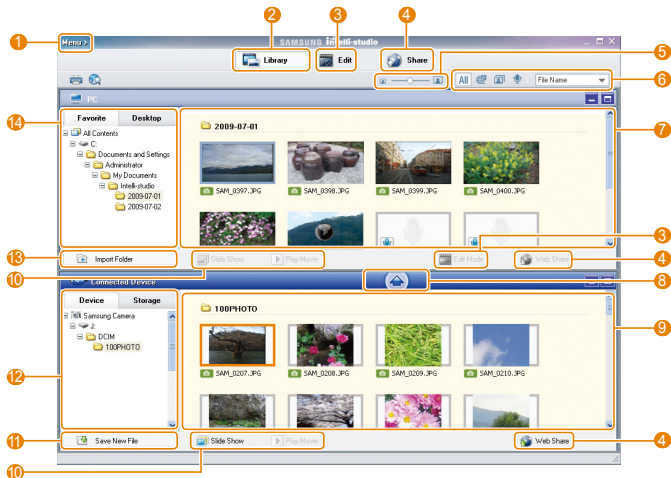 2 3 4
1 Menu > SAMSUNG intelli-studio
Library Edit Share
5
All File Name 6
PC
14 Favorite Desktop 7
All Contents
C:
Documents and Settings
Administrator
My Documents
Intelli-studio
2009-07-01
2009-07-02
2009-07-01
SAM_0397.JPG SAM_0398.JPG SAM_0399.JPG SAM_0400.JPG
3
13 Import Folder Slide Show Play Movie Edit Mode Web Share 4
10 8
Connected Device
Device Storage
Samsung Camera
J:
DCIM
100PHOTO
100PHOTO
9
SAM_0207.JPG SAM_0208.JPG SAM_0209.JPG SAM_0210.JPG
12
11 Save New File Slide Show Play Movie Web Share 4
10